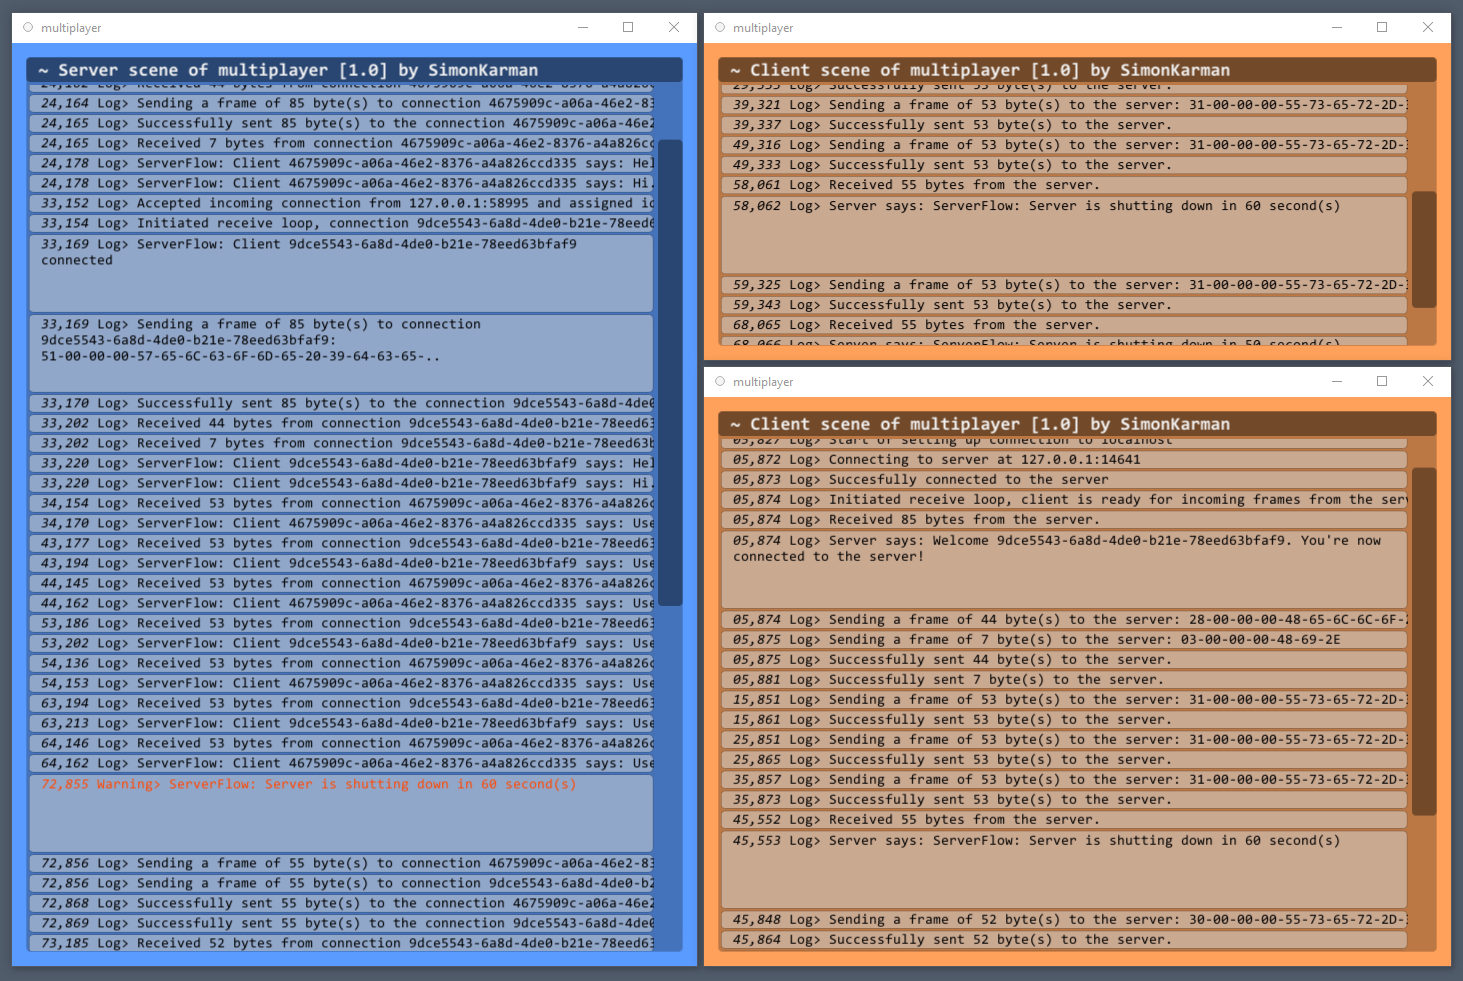 multiplayer
~ Server scene of multiplayer [1.0] by SimonKarman
24,164 Log> Sending a frame of 85 byte(s) to connection 4675909c-a06a-46e2-83
24,165 Log> Successfully sent 85 byte(s) to the connection 4675909c-a06a-46e2
24,165 Log> Received 7 bytes from connection 4675909c-a06a-46e2-8376-a4a826cc
24,178 Log> ServerFlow: Client 4675909c-a06a-46e2-8376-a4a826ccd335 says: Hel
24,178 Log> ServerFlow: Client 4675909c-a06a-46e2-8376-a4a826ccd335 says: Hi.
33,152 Log> Accepted incoming connection from 127.0.0.1:58995 and assigned id
33,154 Log> Initiated receive loop, connection 9dce5543-6a8d-4de0-b21e-78eed6
33,169 Log> ServerFlow: Client 9dce5543-6a8d-4de0-b21e-78eed63bfaf9
connected
33,169 Log> Sending a frame of 85 byte(s) to connection
9dce5543-6a8d-4de0-b21e-78eed63bfaf9:
51-00-00-00-57-65-6C-63-6F-6D-65-20-39-64-63-65-..
33,170 Log> Successfully sent 85 byte(s) to the connection 9dce5543-6a8d-4de0
33,202 Log> Received 44 bytes from connection 9dce5543-6a8d-4de0-b21e-78eed63
33,202 Log> Received 7 bytes from connection 9dce5543-6a8d-4de0-b21e-78eed63b
33,220 Log> ServerFlow: Client 9dce5543-6a8d-4de0-b21e-78eed63bfaf9 says: Hel
33,220 Log> ServerFlow: Client 9dce5543-6a8d-4de0-b21e-78eed63bfaf9 says: Hi.
34,154 Log> Received 53 bytes from connection 4675909c-a06a-46e2-8376-a4a826c
34,170 Log> ServerFlow: Client 4675909c-a06a-46e2-8376-a4a826ccd335 says: Use
43,177 Log> Received 53 bytes from connection 9dce5543-6a8d-4de0-b21e-78eed63
43,194 Log> ServerFlow: Client 9dce5543-6a8d-4de0-b21e-78eed63bfaf9 says: Use
44,145 Log> Received 53 bytes from connection 4675909c-a06a-46e2-8376-a4a826c
44,162 Log> ServerFlow: Client 4675909c-a06a-46e2-8376-a4a826ccd335 says: Use
53,186 Log> Received 53 bytes from connection 9dce5543-6a8d-4de0-b21e-78eed63
53,202 Log> ServerFlow: Client 9dce5543-6a8d-4de0-b21e-78eed63bfaf9 says: Use
54,136 Log> Received 53 bytes from connection 4675909c-a06a-46e2-8376-a4a826c
54,153 Log> ServerFlow: Client 4675909c-a06a-46e2-8376-a4a826ccd335 says: Use
63,194 Log> Received 53 bytes from connection 9dce5543-6a8d-4de0-b21e-78eed63
63,213 Log> ServerFlow: Client 9dce5543-6a8d-4de0-b21e-78eed63bfaf9 says: Use
64,146 Log> Received 53 bytes from connection 4675909c-a06a-46e2-8376-a4a826c
64,162 Log> ServerFlow: Client 4675909c-a06a-46e2-8376-a4a826ccd335 says: Use
72,855 Warning> ServerFlow: Server is shutting down in 60 second(s)
72,856 Log> Sending a frame of 55 byte(s) to connection 4675909c-a06a-46e2-83
72,856 Log> Sending a frame of 55 byte(s) to connection 9dce5543-6a8d-4de0-b2
72,868 Log> Successfully sent 55 byte(s) to the connection 4675909c-a06a-46e2
72,869 Log> Successfully sent 55 byte(s) to the connection 9dce5543-6a8d-4de0
73,185 Log> Received 52 bytes from connection 9dce5543-6a8d-4de0-b21e-78eed63
multiplayer
~ Client scene of multiplayer [1.0] by SimonKarman
29,333 Log> Successfully sent 53 byte(s) to the server.
39,321 Log> Sending a frame of 53 byte(s) to the server: 31-00-00-00-55-73-65-72-2D-
39,337 Log> Successfully sent 53 byte(s) to the server.
49,316 Log> Sending a frame of 53 byte(s) to the server: 31-00-00-00-55-73-65-72-2D-
49,333 Log> Successfully sent 53 byte(s) to the server.
58,061 Log> Received 55 bytes from the server.
58,062 Log> Server says: ServerFlow: Server is shutting down in 60 second(s)
59,325 Log> Sending a frame of 53 byte(s) to the server: 31-00-00-00-55-73-65-72-2D-
59,343 Log> Successfully sent 53 byte(s) to the server.
68,065 Log> Received 55 bytes from the server.
68,066 Log> Server says: ServerFlow: Server is shutting down in 50 second(s)
multiplayer
~ Client scene of multiplayer [1.0] by SimonKarman
05,827 Log> Start of setting up connection to localhost
05,872 Log> Connecting to server at 127.0.0.1:14641
05,873 Log> Succesfully connected to the server
05,874 Log> Initiated receive loop, client is ready for incoming frames from the serv
05,874 Log> Received 85 bytes from the server.
05,874 Log> Server says: Welcome 9dce5543-6a8d-4de0-b21e-78eed63bfaf9. You're now
connected to the server!
05,874 Log> Sending a frame of 44 byte(s) to the server: 28-00-00-00-48-65-6C-6C-6F-
05,875 Log> Sending a frame of 7 byte(s) to the server: 03-00-00-00-48-69-2E
05,875 Log> Successfully sent 44 byte(s) to the server.
05,881 Log> Successfully sent 7 byte(s) to the server.
15,851 Log> Sending a frame of 53 byte(s) to the server: 31-00-00-00-55-73-65-72-2D-
15,861 Log> Successfully sent 53 byte(s) to the server.
25,851 Log> Sending a frame of 53 byte(s) to the server: 31-00-00-00-55-73-65-72-2D-
25,865 Log> Successfully sent 53 byte(s) to the server.
35,857 Log> Sending a frame of 53 byte(s) to the server: 31-00-00-00-55-73-65-72-2D-
35,873 Log> Successfully sent 53 byte(s) to the server.
45,552 Log> Received 55 bytes from the server.
45,553 Log> Server says: ServerFlow: Server is shutting down in 60 second(s)
45,848 Log> Sending a frame of 52 byte(s) to the server: 30-00-00-00-55-73-65-72-2D-
45,864 Log> Successfully sent 52 byte(s) to the server.